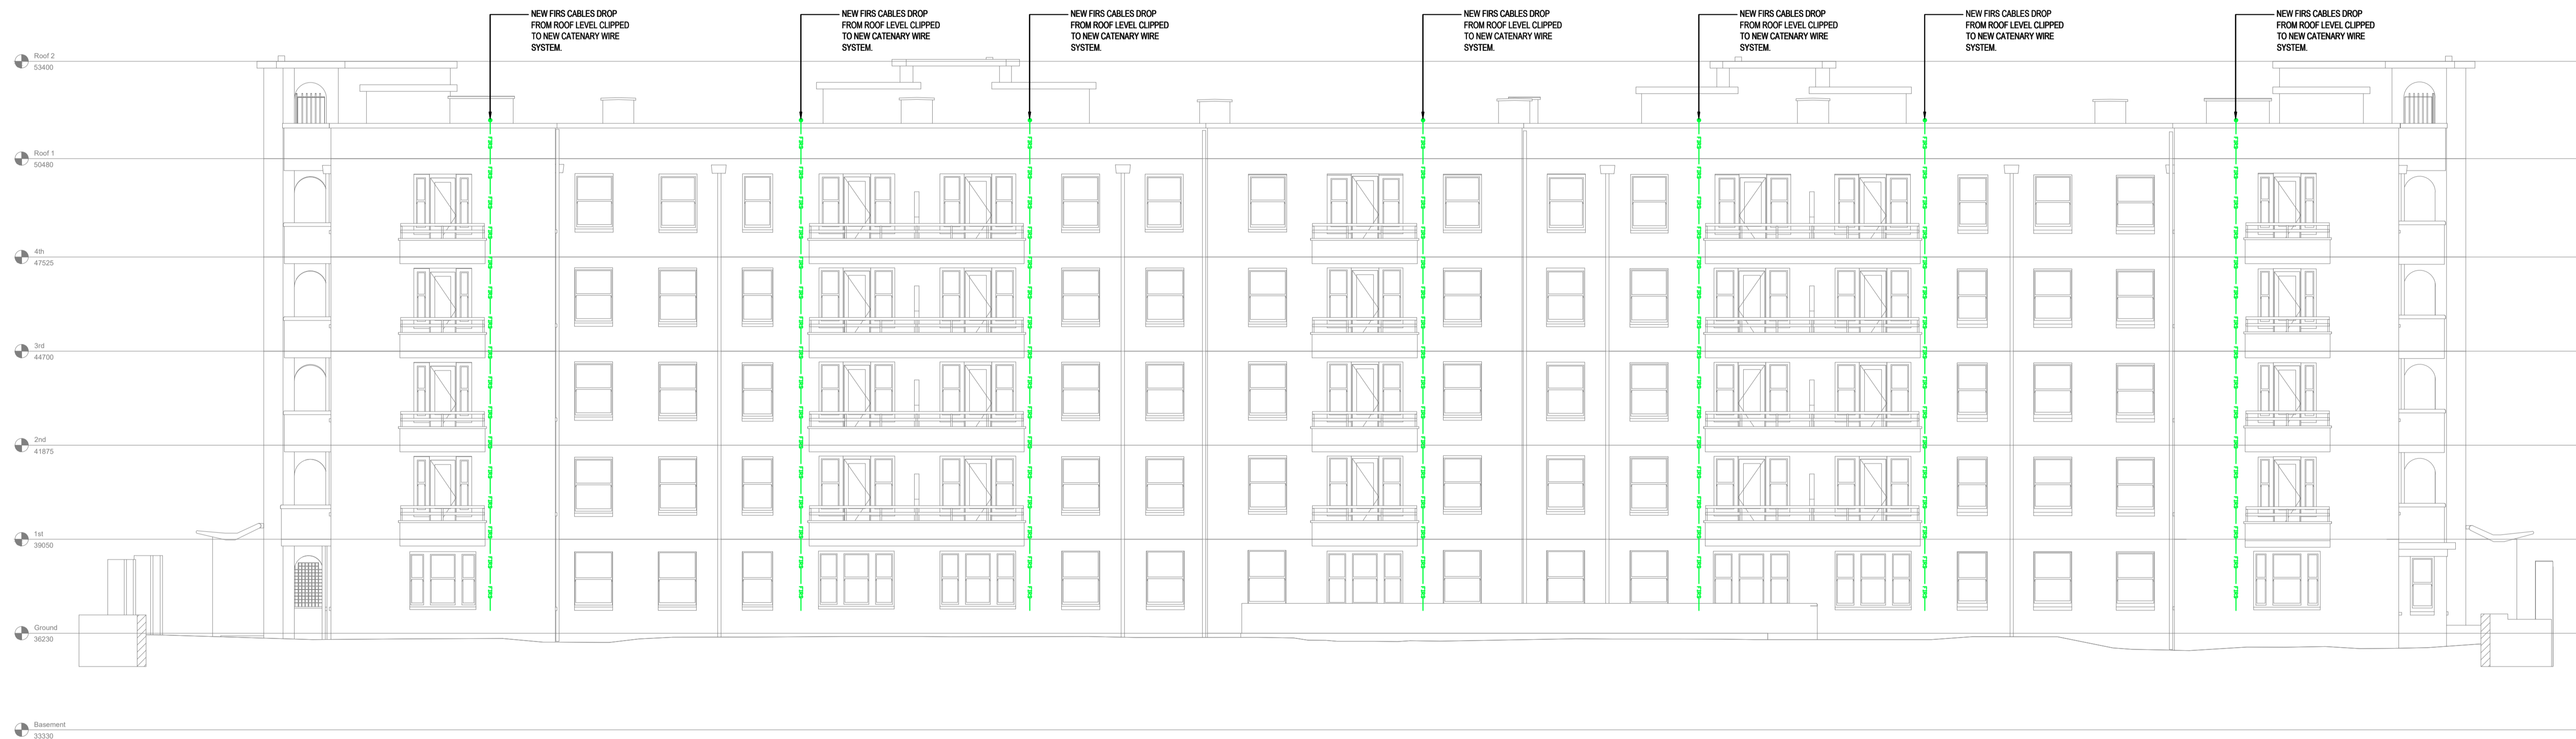 NEW FIRS CABLES DROP
FROM ROOF LEVEL CLIPPED
TO NEW CATENARY WIRE
SYSTEM.
NEW FIRS CABLES DROP
FROM ROOF LEVEL CLIPPED
TO NEW CATENARY WIRE
SYSTEM.
NEW FIRS CABLES DROP
FROM ROOF LEVEL CLIPPED
TO NEW CATENARY WIRE
SYSTEM.
NEW FIRS CABLES DROP
FROM ROOF LEVEL CLIPPED
TO NEW CATENARY WIRE
SYSTEM.
NEW FIRS CABLES DROP
FROM ROOF LEVEL CLIPPED
TO NEW CATENARY WIRE
SYSTEM.
NEW FIRS CABLES DROP
FROM ROOF LEVEL CLIPPED
TO NEW CATENARY WIRE
SYSTEM.
NEW FIRS CABLES DROP
FROM ROOF LEVEL CLIPPED
TO NEW CATENARY WIRE
SYSTEM.
Roof 2
53400
Roof 1
50480
4th
47525
3rd
44700
2nd
41875
1st
39050
Ground
36230
Basement
33330